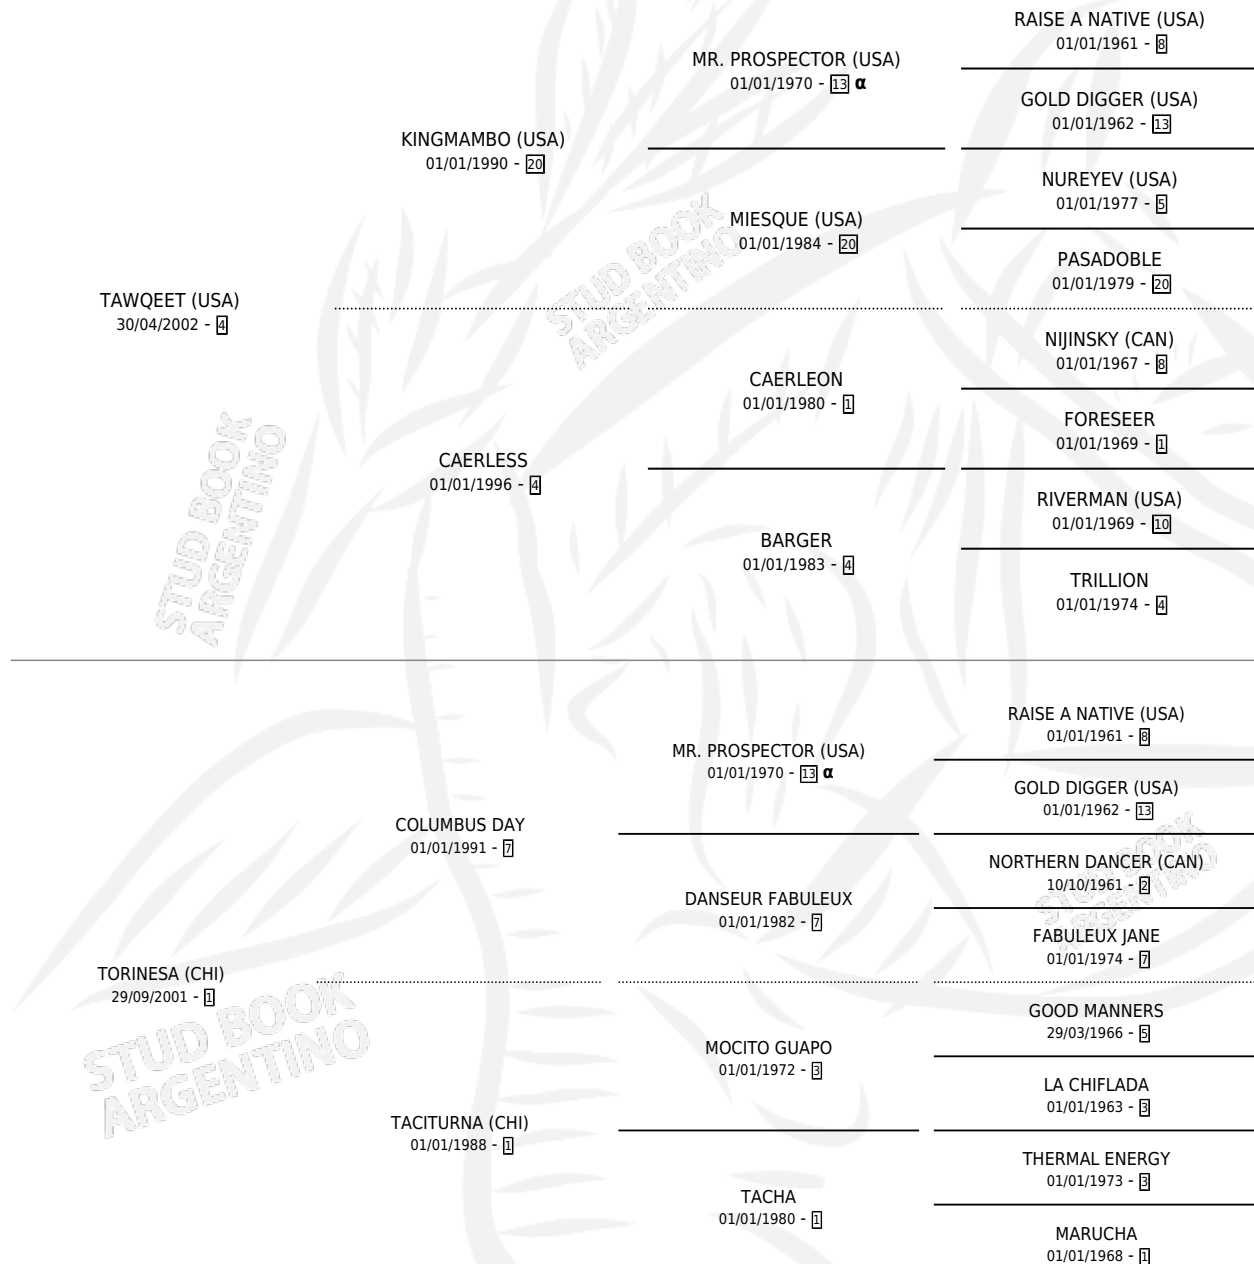 RAISE A NATIVE (USA)
01/01/1961 - 8
MR. PROSPECTOR (USA)
01/01/1970 - 13 α
GOLD DIGGER (USA)
01/01/1962 - 13
KINGMAMBO (USA)
01/01/1990 - 20
NUREYEV (USA)
01/01/1977 - 5
MIESQUE (USA)
01/01/1984 - 20
PASADOBLE
01/01/1979 - 20
TAWQEET (USA)
30/04/2002 - 4
NIJINSKY (CAN)
01/01/1967 - 8
CAERLEON
01/01/1980 - 1
FORESEER
01/01/1969 - 1
CAERLESS
01/01/1996 - 4
RIVERMAN (USA)
01/01/1969 - 10
BARGER
01/01/1983 - 4
TRILLION
01/01/1974 - 4
STUD BOOK
ARGENTINO
STUD BOOK
ARGENTINO
RAISE A NATIVE (USA)
01/01/1961 - 8
MR. PROSPECTOR (USA)
01/01/1970 - 13 α
GOLD DIGGER (USA)
01/01/1962 - 13
COLUMBUS DAY
01/01/1991 - 7
NORTHERN DANCER (CAN)
10/10/1961 - 2
DANSEUR FABULEUX
01/01/1982 - 7
FABULEUX JANE
01/01/1974 - 7
TORINESA (CHI)
29/09/2001 - 1
GOOD MANNERS
29/03/1966 - 5
MOCITO GUAPO
01/01/1972 - 3
LA CHIFLADA
01/01/1963 - 3
TACITURNA (CHI)
01/01/1988 - 1
THERMAL ENERGY
01/01/1973 - 3
TACHA
01/01/1980 - 1
MARUCHA
01/01/1968 - 1
STUD BOOK
ARGENTINO
STUD BOOK
ARGENTINO